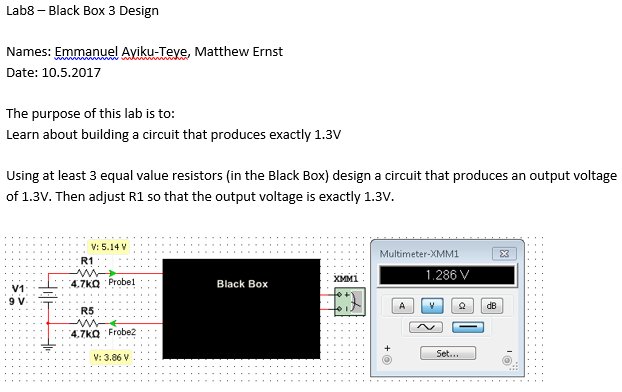 Lab8 – Black Box 3 Design
Names: Emmanuel Ayiku-Teye, Matthew Ernst
Date: 10.5.2017
The purpose of this lab is to:
Learn about building a circuit that produces exactly 1.3V
Using at least 3 equal value resistors (in the Black Box) design a circuit that produces an output voltage
of 1.3V. Then adjust R1 so that the output voltage is exactly 1.3V.
V: 5.14 V
R1
4.7kΩ Probe1
V1
9 V
R5
4.7kΩ Probe2
V: 3.86 V
Black Box
XMM1
Multimeter-XMM1
1.286 V
A V Ω dB
Set...
+ -